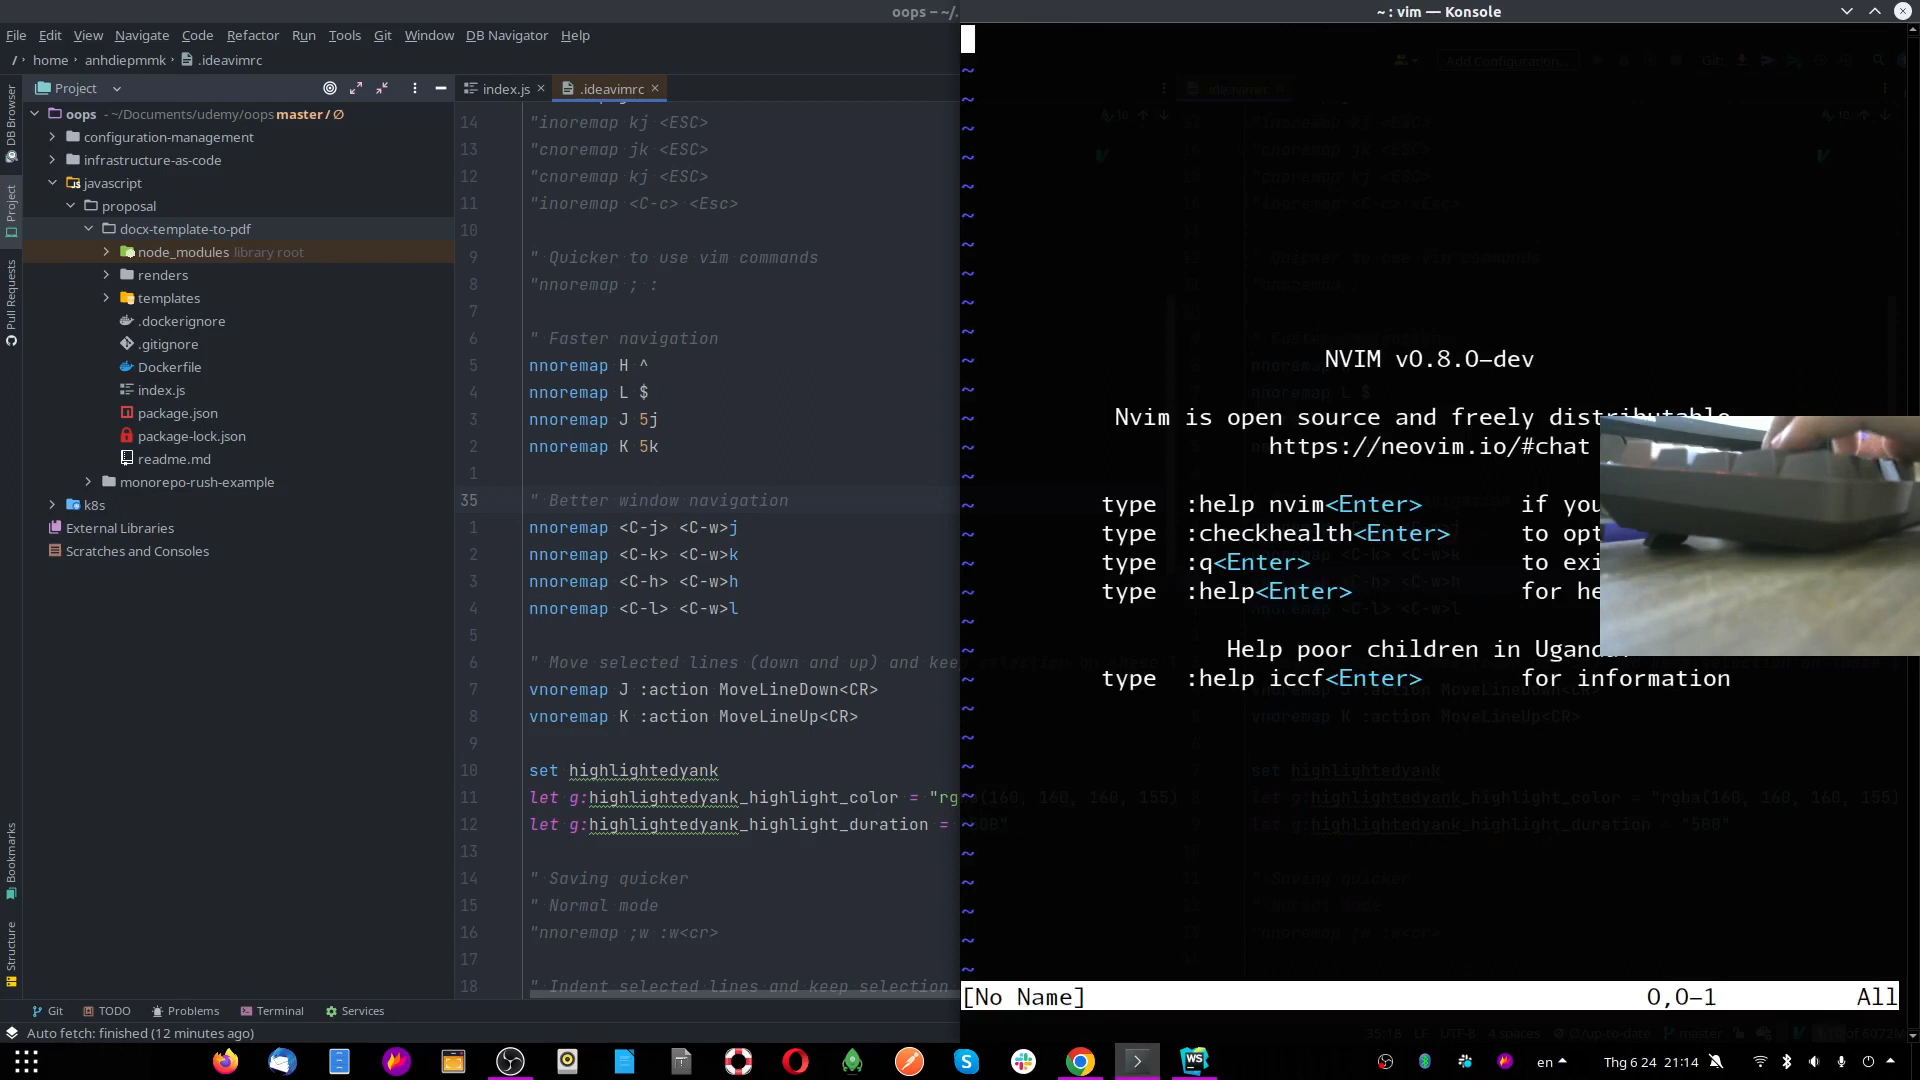 oops – ~/.
File Edit View Navigate Code Refactor Run Tools Git Window DB Navigator Help
/ home anhdiepmmk .ideavimrc
Project
index.js
.ideavimrc
DB Browser
Project
Pull Requests
Bookmarks
Structure
oops - ~/Documents/udemy/oops master / ∅
configuration-management
infrastructure-as-code
javascript
proposal
docx-template-to-pdf
node_modules library root
renders
templates
.dockerignore
.gitignore
Dockerfile
index.js
package.json
package-lock.json
readme.md
monorepo-rush-example
k8s
External Libraries
Scratches and Consoles
14 "inoremap kj <ESC>
13 "cnoremap jk <ESC>
12 "cnoremap kj <ESC>
11 "inoremap <C-c> <Esc>
10
9 " Quicker to use vim commands
8 "nnoremap ; :
7
6 " Faster navigation
5 nnoremap H ^
4 nnoremap L $
3 nnoremap J 5j
2 nnoremap K 5k
1
35 " Better window navigation
1 nnoremap <C-j> <C-w>j
2 nnoremap <C-k> <C-w>k
3 nnoremap <C-h> <C-w>h
4 nnoremap <C-l> <C-w>l
5
6 " Move selected lines (down and up) and kee
7 vnoremap J :action MoveLineDown<CR>
8 vnoremap K :action MoveLineUp<CR>
9
10 set highlightedyank
11 let g:highlightedyank_highlight_color = "rgba(160, 160, 160, 155)
12 let g:highlightedyank_highlight_duration =
13
14 " Saving quicker
15 " Normal mode
16 "nnoremap ;w :w<cr>
17
18 " Indent selected lines and keep selection
Git TODO Problems Terminal Services
Auto fetch: finished (12 minutes ago)
~ : vim — Konsole
NVIM v0.8.0-dev
Nvim is open source and freely distributable
https://neovim.io/#chat
type :help nvim<Enter> if you
type :checkhealth<Enter> to opt
type :q<Enter> to exi
type :help<Enter> for he
Help poor children in Uganda
type :help iccf<Enter> for information
[No Name] 0,0-1 All
en Thg 6 24 21:14